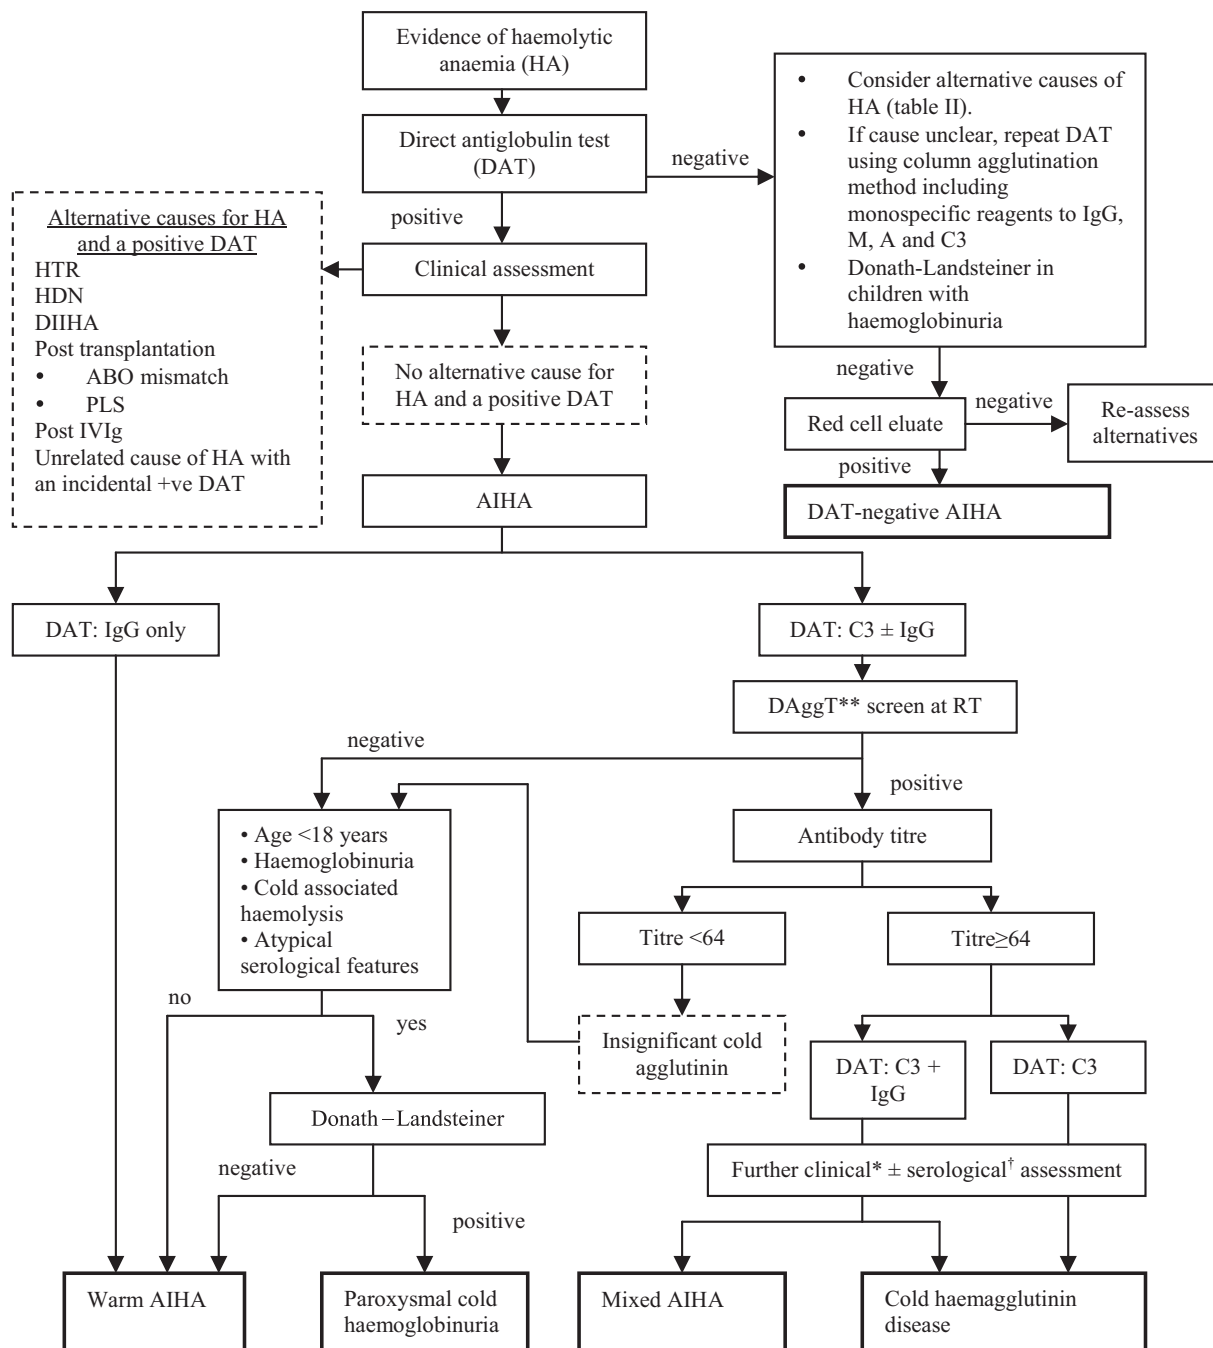 Evidence of haemolytic
anaemia (HA)
Direct antiglobulin test
(DAT)
negative
• Consider alternative causes of
HA (table II).
• If cause unclear, repeat DAT
using column agglutination
method including
monospecific reagents to IgG,
M, A and C3
• Donath-Landsteiner in
children with
haemoglobinuria
positive
Alternative causes for HA
and a positive DAT
HTR
HDN
DIIHA
Post transplantation
• ABO mismatch
• PLS
Post IVIg
Unrelated cause of HA with
an incidental +ve DAT
Clinical assessment
No alternative cause for
HA and a positive DAT
negative
Red cell eluate
negative
Re-assess
alternatives
positive
DAT-negative AIHA
AIHA
DAT: IgG only
DAT: C3 ± IgG
DAggT** screen at RT
negative
positive
• Age <18 years
• Haemoglobinuria
• Cold associated
haemolysis
• Atypical
serological features
Antibody titre
Titre <64
Titre≥64
no
yes
Insignificant cold
agglutinin
DAT: C3 +
IgG
DAT: C3
Donath–Landsteiner
Further clinical* ± serological† assessment
negative
positive
Warm AIHA
Paroxysmal cold
haemoglobinuria
Mixed AIHA
Cold haemagglutinin
disease